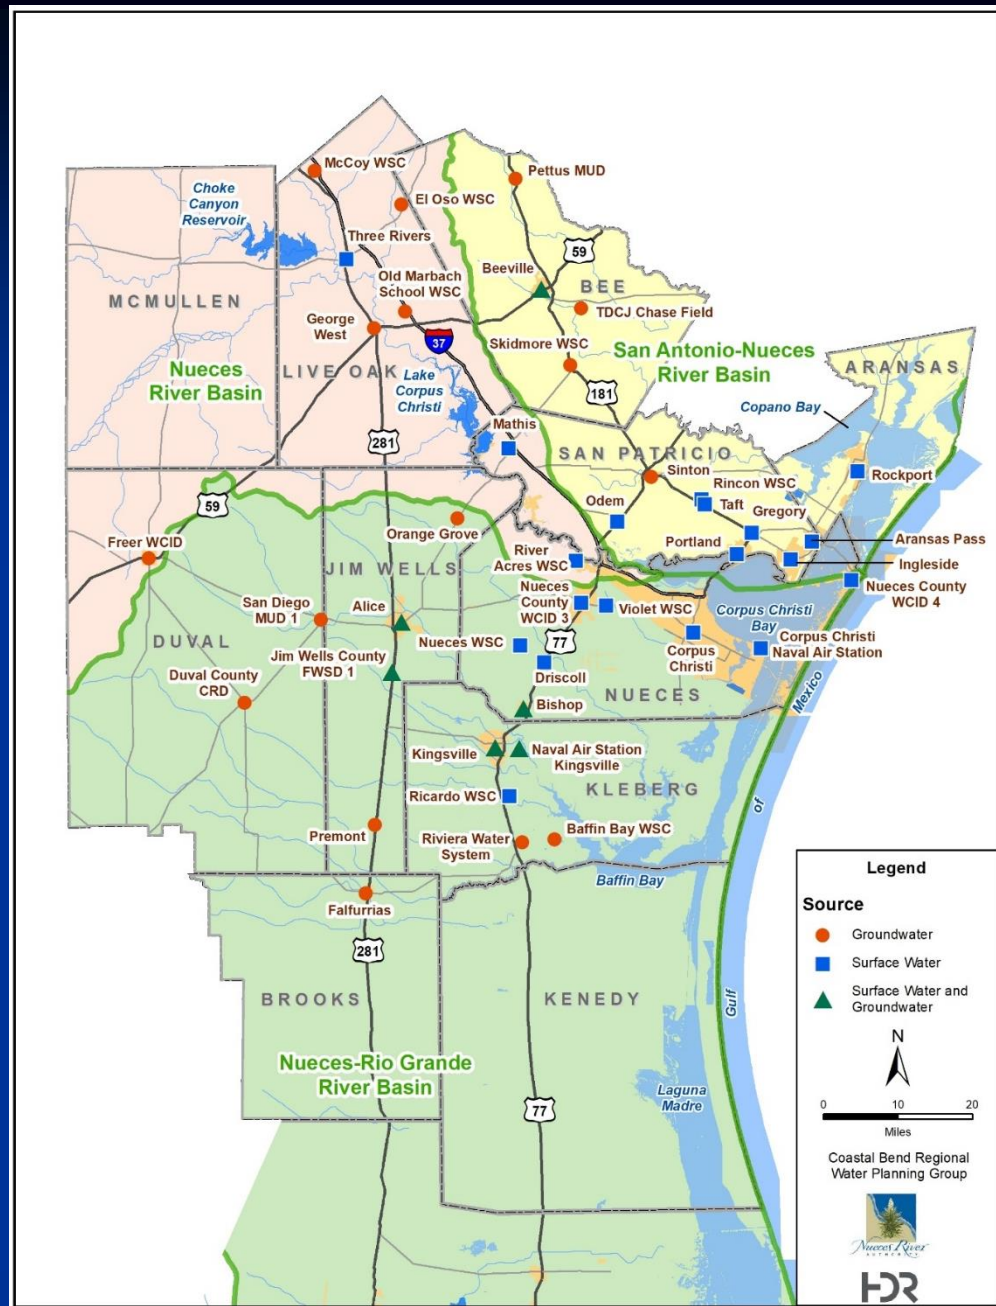 McCoy WSC
Pettus MUD
Choke
Canyon
Reservoir
El Oso WSC
Three Rivers
59
Beeville
BEE
Old Marbach
School WSC
MCMULLEN
TDCJ Chase Field
George
West
37
Skidmore WSC
San Antonio-Nueces
River Basin
ARANSAS
Nueces
River Basin
LIVE OAK
Lake
Corpus
Christi
181
Copano Bay
281
Mathis
SAN PATRICIO
Sinton
Rincon WSC
Rockport
59
Odem
Taft
Gregory
Orange Grove
Freer WCID
River
Acres WSC
Portland
Aransas Pass
Ingleside
JIM WELLS
Nueces
County
WCID 3
Nueces County
WCID 4
San Diego
MUD 1
Alice
Violet WSC
Corpus Christi
Bay
DUVAL
Nueces WSC
77
Corpus
Christi
Corpus Christi
Naval Air Station
Jim Wells County
FWSD 1
Driscoll
Duval County
CRD
NUECES
Bishop
Mexico
Kingsville
Naval Air Station
Kingsville
KLEBERG
Ricardo WSC
of
Premont
Riviera Water
System
Baffin Bay WSC
Baffin Bay
Falfurrias
281
BROOKS
KENEDY
Gulf
Nueces-Rio Grande
River Basin
77
Laguna
Madre
Legend
Source
Groundwater
Surface Water
Surface Water and
Groundwater
N
0 10 20
Miles
Coastal Bend Regional
Water Planning Group
Nueces River
AUTHORITY
HDR